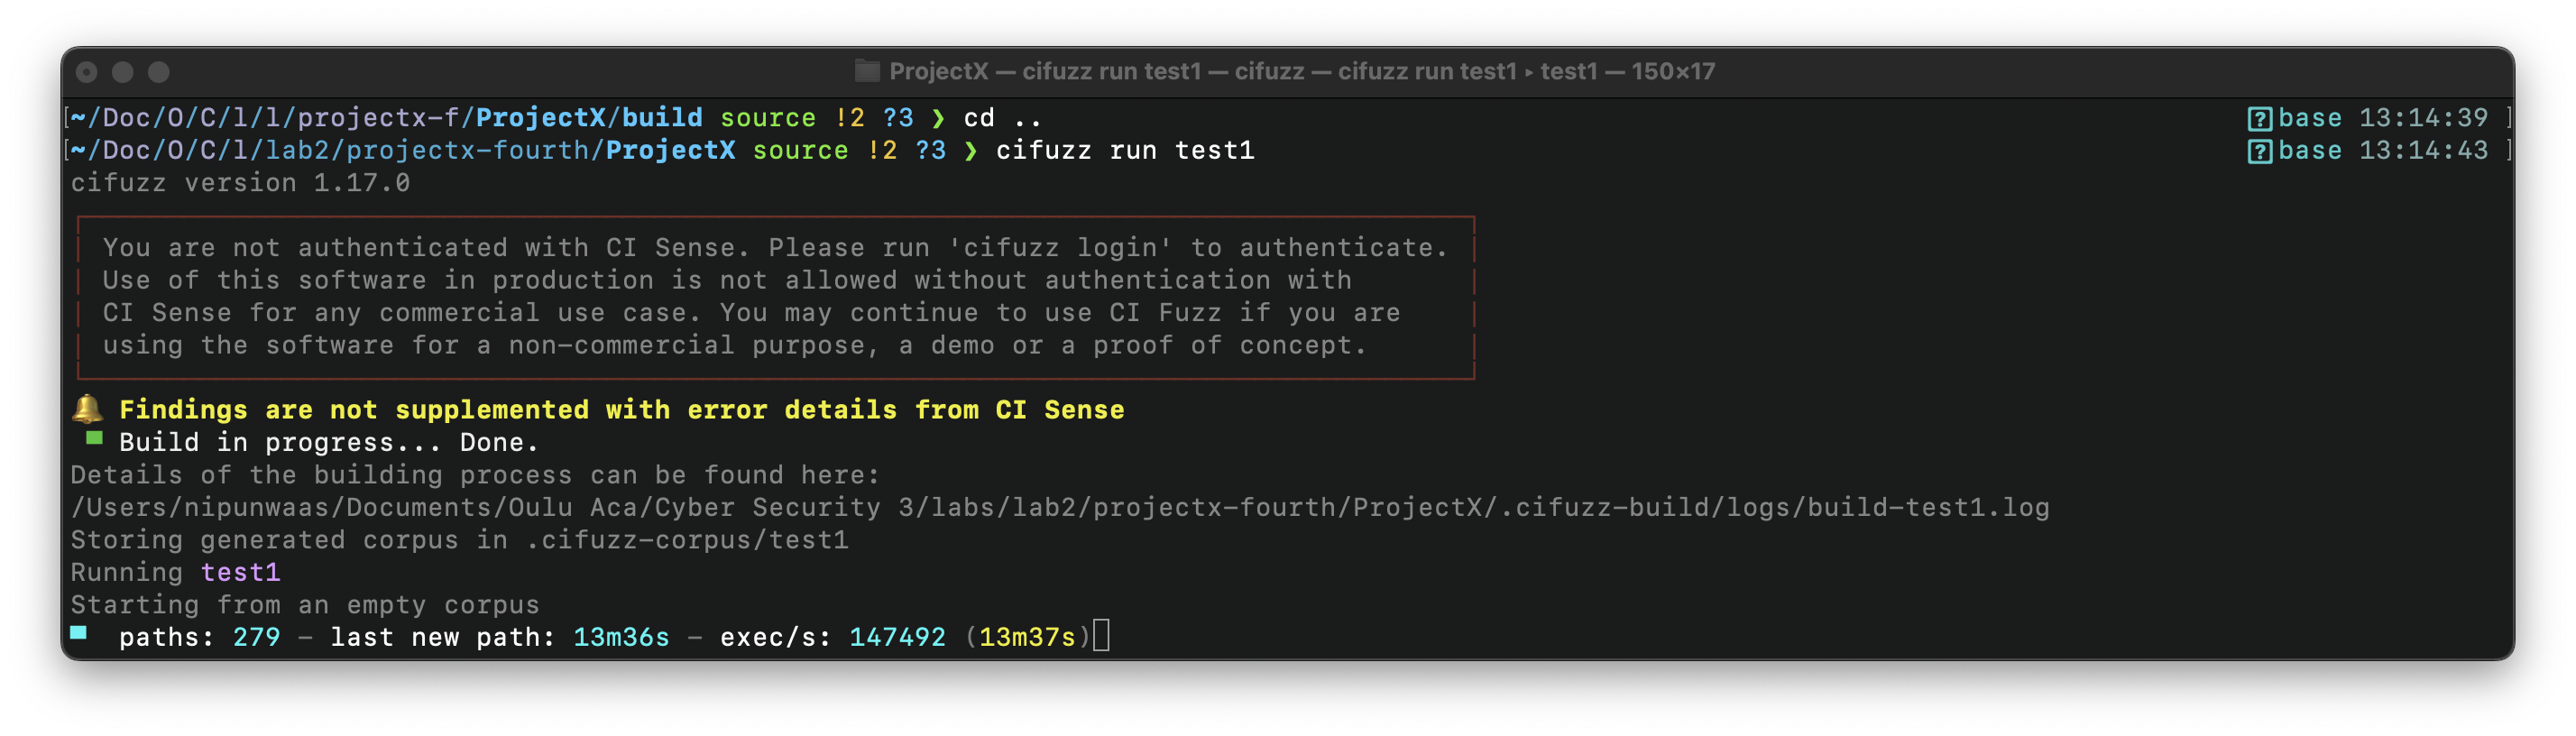 ProjectX — cifuzz run test1 — cifuzz — cifuzz run test1 ▸ test1 — 150×17
[~/Doc/O/C/l/l/projectx-f/ProjectX/build source !2 ?3 ❯ cd .. ?base 13:14:39 ]
[~/Doc/O/C/l/lab2/projectx-fourth/ProjectX source !2 ?3 ❯ cifuzz run test1 ?base 13:14:43 ]
cifuzz version 1.17.0
You are not authenticated with CI Sense. Please run 'cifuzz login' to authenticate.
Use of this software in production is not allowed without authentication with
CI Sense for any commercial use case. You may continue to use CI Fuzz if you are
using the software for a non-commercial purpose, a demo or a proof of concept.
🔔 Findings are not supplemented with error details from CI Sense
Build in progress... Done.
Details of the building process can be found here:
/Users/nipunwaas/Documents/Oulu Aca/Cyber Security 3/labs/lab2/projectx-fourth/ProjectX/.cifuzz-build/logs/build-test1.log
Storing generated corpus in .cifuzz-corpus/test1
Running test1
Starting from an empty corpus
paths: 279 – last new path: 13m36s – exec/s: 147492 (13m37s)